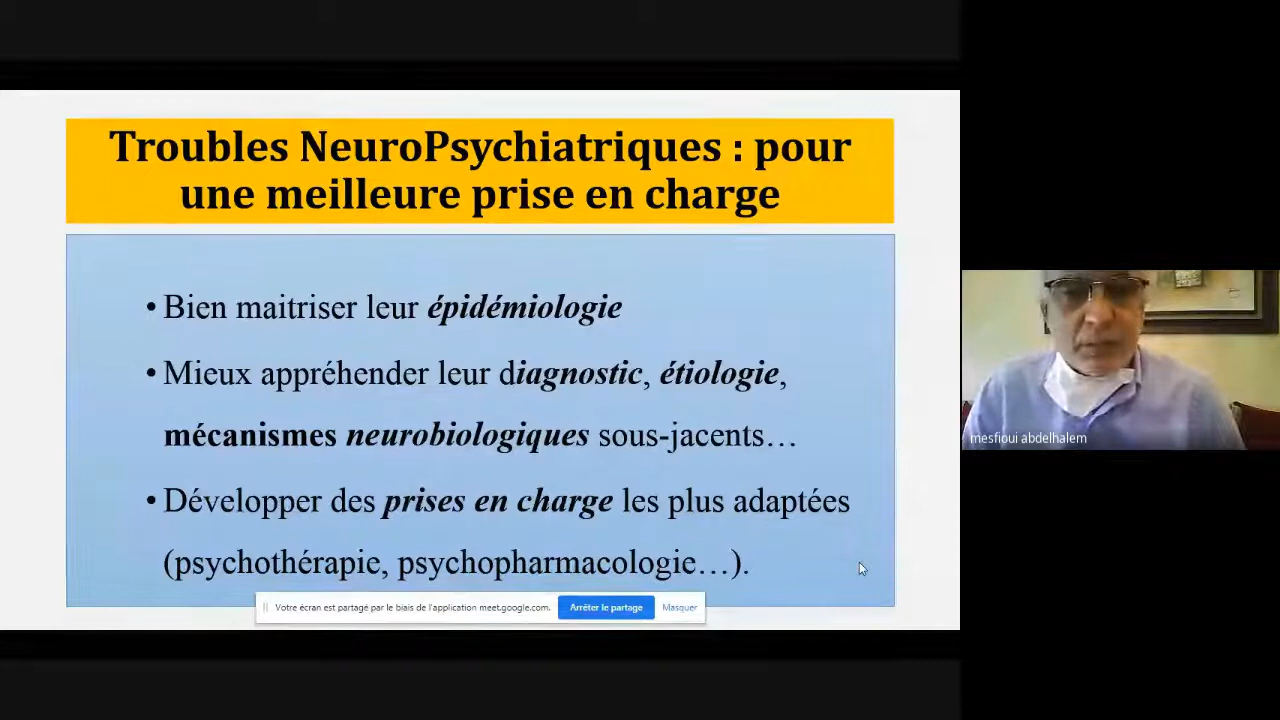 Troubles NeuroPsychiatriques : pour
une meilleure prise en charge
• Bien maitriser leur épidémiologie
• Mieux appréhender leur diagnostic, étiologie,
mécanismes neurobiologiques sous-jacents…
• Développer des prises en charge les plus adaptées
(psychothérapie, psychopharmacologie…).
Votre écran est partagé par le biais de l'application meet.google.com. Arrêter le partage Masquer
mesfioui abdelhalem